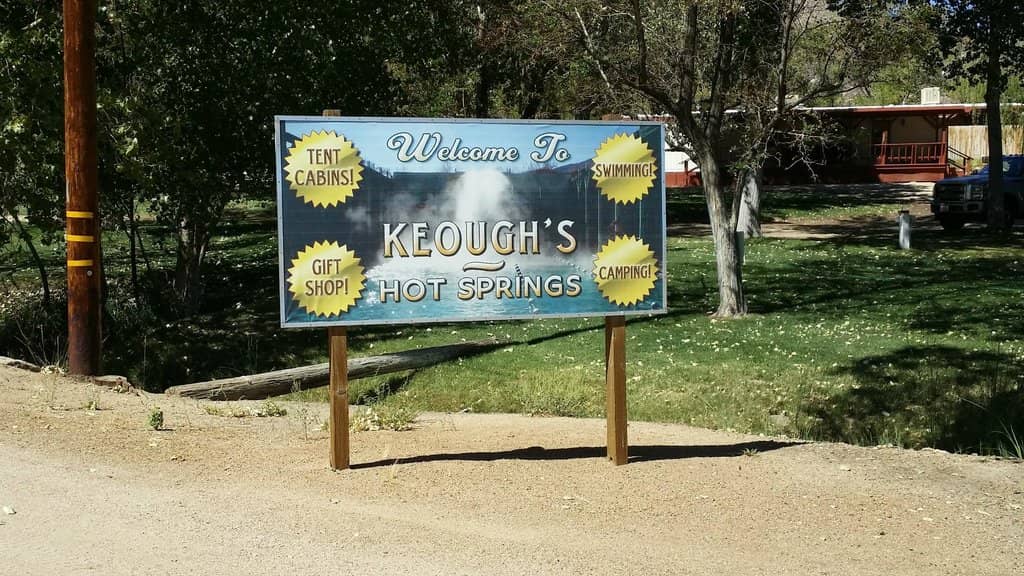 Welcome To
TENT
CABINS!
SWIMMING!
KEOUGH'S
HOT SPRINGS
GIFT
SHOP!
CAMPING!